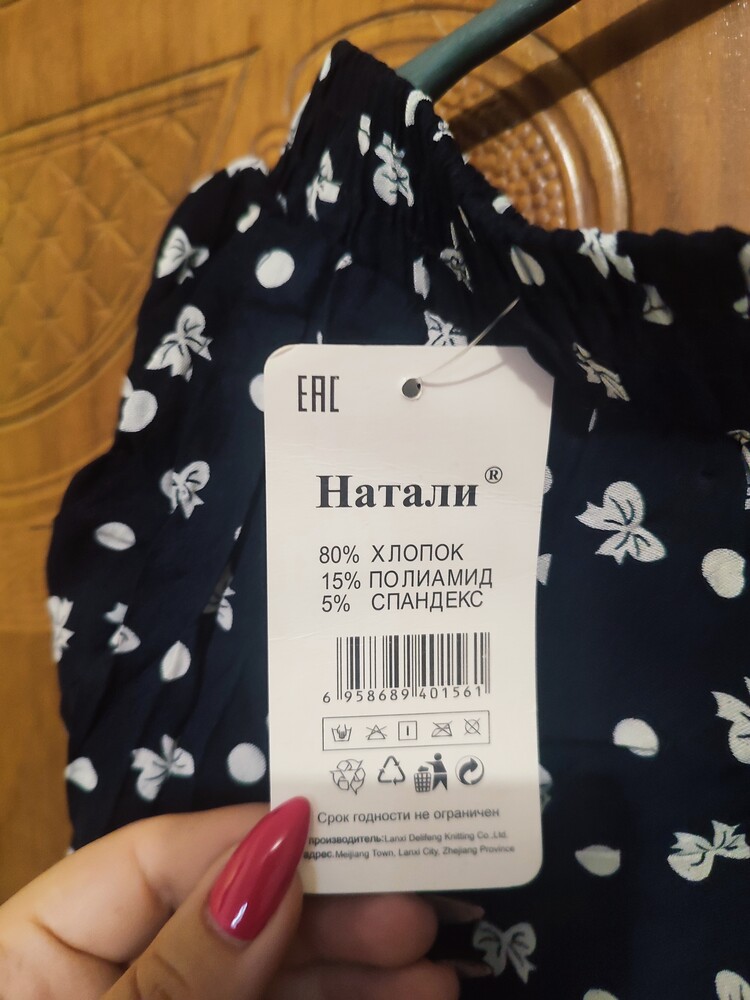 EAC
Натали ®
80% ХЛОПОК
15% ПОЛИАМИД
5% СПАНДЕКС
6 958689 401561
Срок годности не ограничен
производитель:Lanxi Delifeng Knitting Co.,Ltd.
адрес:Meijiang Town, Lanxi City, Zhejiang Province